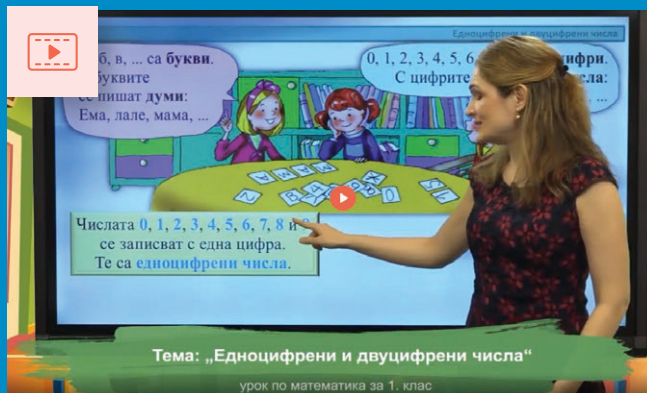 Едноцифрени и двуцифрени числа
б, в, ... са букви.
буквите
се пишат думи:
Ема, лале, мама, ...
0, 1, 2, 3, 4, 5, 6,
С цифрите
...
Числата 0, 1, 2, 3, 4, 5, 6, 7, 8 и
се записват с една цифра.
Те са едноцифрени числа.
Тема: „Едноцифрени и двуцифрени числа“
урок по математика за 1. клас